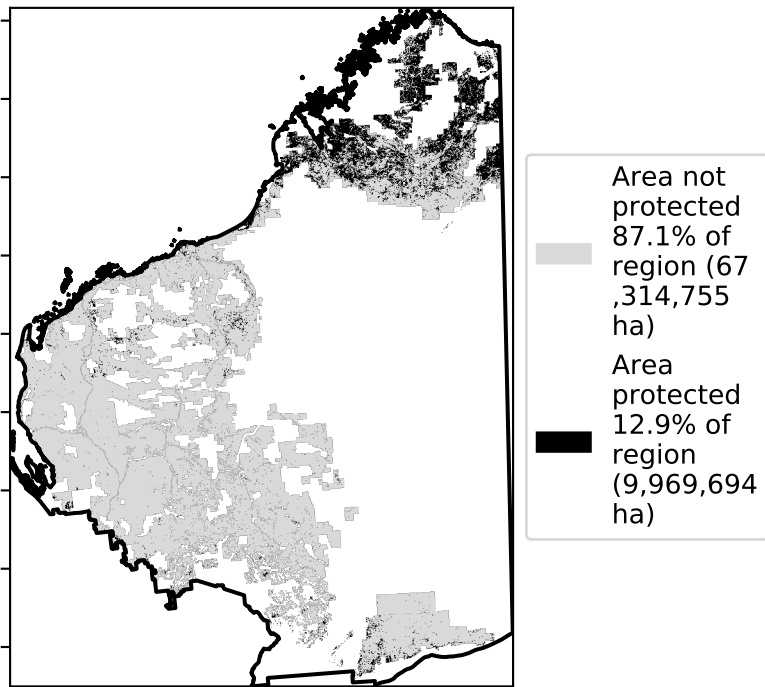 Area not
protected
87.1% of
region (67
,314,755
ha)
Area
protected
12.9% of
region
(9,969,694
ha)